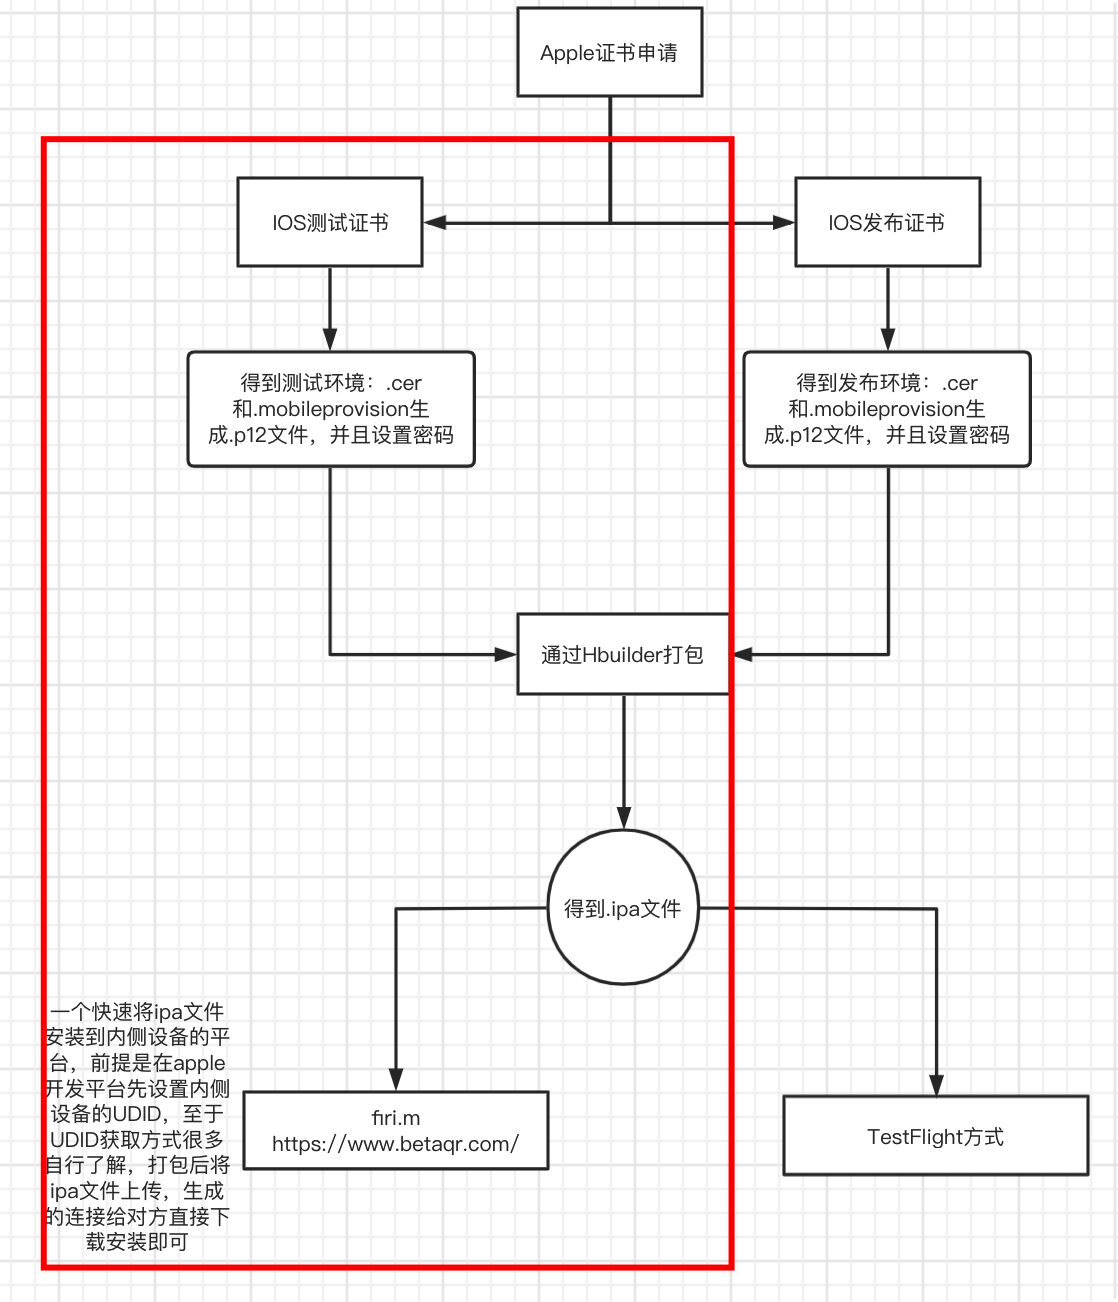 Apple证书申请
IOS测试证书
IOS发布证书
得到测试环境：.cer
和.mobileprovision生
成.p12文件，并且设置密码
得到发布环境：.cer
和.mobileprovision生
成.p12文件，并且设置密码
通过Hbuilder打包
得到.ipa文件
一个快速将ipa文件
安装到内侧设备的平
台，前提是在apple
开发平台先设置内侧
设备的UDID，至于
UDID获取方式很多
自行了解，打包后将
ipa文件上传，生成
的连接给对方直接下
载安装即可
firi.m
https://www.betaqr.com/
TestFlight方式